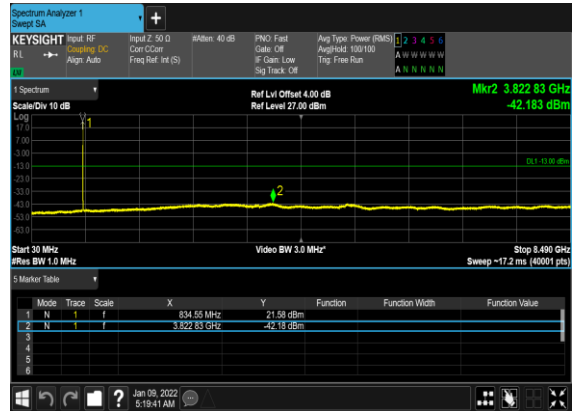 Spectrum Analyzer 1
Swept SA
+
KEYSIGHT
RL
LW
Input: RF
Coupling: DC
Align: Auto
Input Z: 50 Ω
Corr CCorr
Freq Ref: Int (S)
#Atten: 40 dB
PNO: Fast
Gate: Off
IF Gain: Low
Sig Track: Off
Avg Type: Power (RMS)
Avg|Hold: 100/100
Trig: Free Run
1 2 3 4 5 6
A W W W W W
A N N N N N
1 Spectrum
Scale/Div 10 dB
Ref Lvl Offset 4.00 dB
Ref Level 27.00 dBm
Mkr2 3.822 83 GHz
-42.183 dBm
Log
17.0
7.00
-3.00
-13.0
-23.0
-33.0
-43.0
-53.0
-63.0
1
2
DL1 -13.00 dBm
Start 30 MHz
#Res BW 1.0 MHz
Video BW 3.0 MHz*
Stop 8.490 GHz
Sweep ~17.2 ms (40001 pts)
5 Marker Table
Mode Trace Scale X Y Function Function Width Function Value
1 N 1 f 834.55 MHz 21.58 dBm
2 N 1 f 3.822 83 GHz -42.18 dBm
3
4
5
6
?
Jan 09, 2022
5:19:41 AM